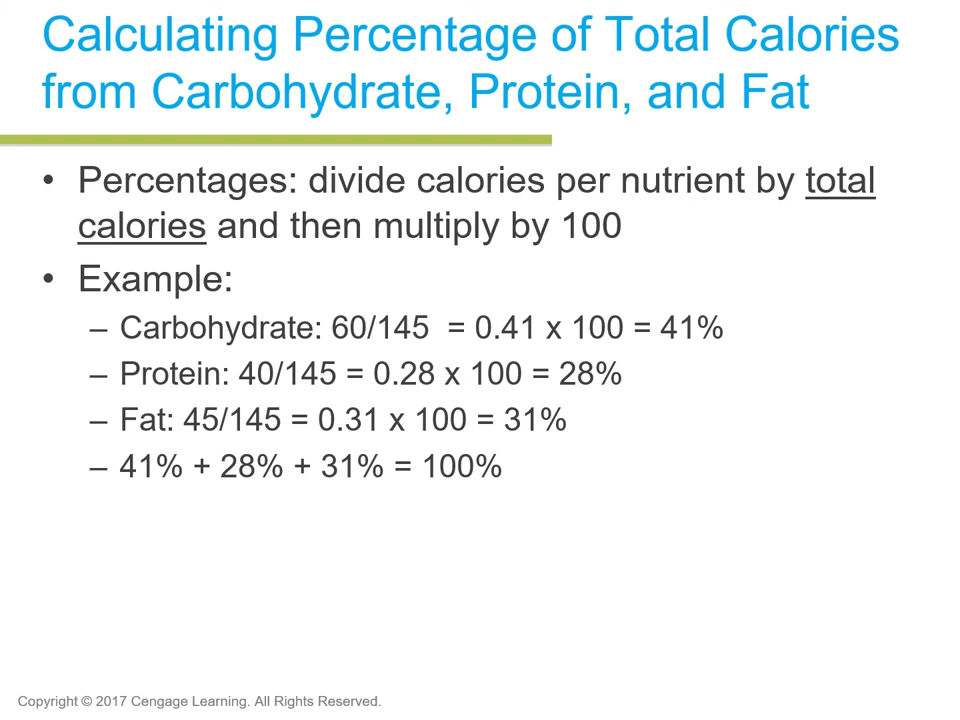 Calculating Percentage of Total Calories
from Carbohydrate, Protein, and Fat
• Percentages: divide calories per nutrient by total
calories and then multiply by 100
• Example:
– Carbohydrate: 60/145  = 0.41 x 100 = 41%
– Protein: 40/145 = 0.28 x 100 = 28%
– Fat: 45/145 = 0.31 x 100 = 31%
– 41% + 28% + 31% = 100%
Copyright © 2017 Cengage Learning. All Rights Reserved.